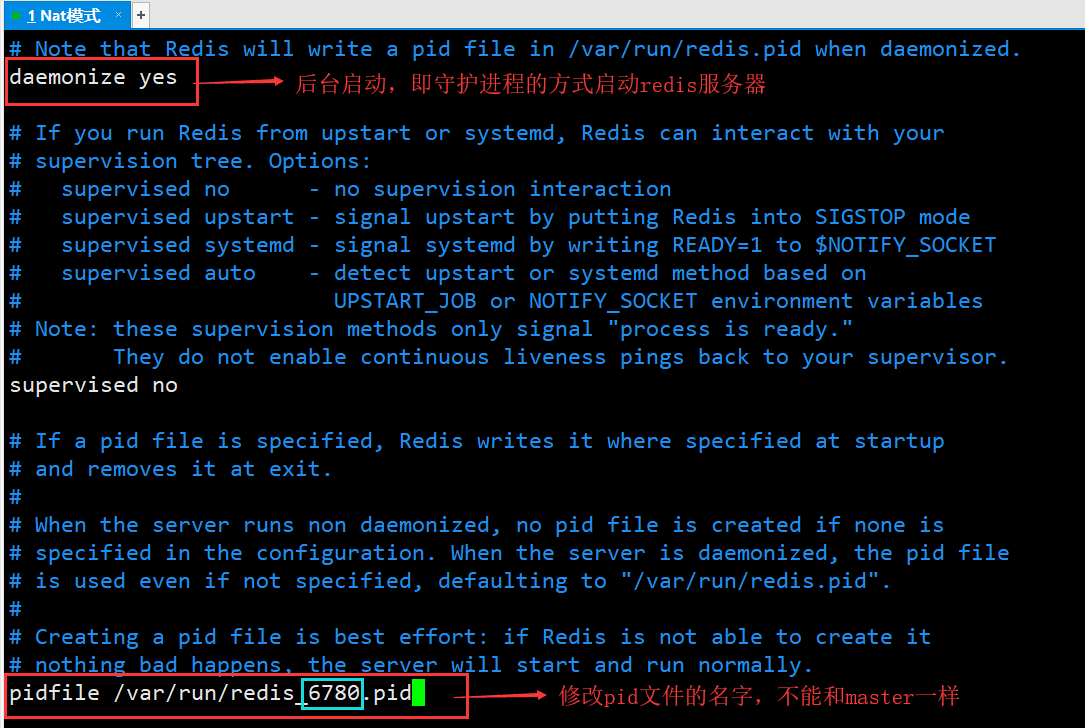 1 Nat模式 × +
# Note that Redis will write a pid file in /var/run/redis.pid when daemonized.
daemonize yes 后台启动，即守护进程的方式启动redis服务器
# If you run Redis from upstart or systemd, Redis can interact with your
# supervision tree. Options:
#   supervised no      - no supervision interaction
#   supervised upstart - signal upstart by putting Redis into SIGSTOP mode
#   supervised systemd - signal systemd by writing READY=1 to $NOTIFY_SOCKET
#   supervised auto    - detect upstart or systemd method based on
#                        UPSTART_JOB or NOTIFY_SOCKET environment variables
# Note: these supervision methods only signal "process is ready."
#       They do not enable continuous liveness pings back to your supervisor.
supervised no
# If a pid file is specified, Redis writes it where specified at startup
# and removes it at exit.
#
# When the server runs non daemonized, no pid file is created if none is
# specified in the configuration. When the server is daemonized, the pid file
# is used even if not specified, defaulting to "/var/run/redis.pid".
#
# Creating a pid file is best effort: if Redis is not able to create it
# nothing bad happens, the server will start and run normally.
pidfile /var/run/redis_6780.pid 修改pid文件的名字，不能和master一样